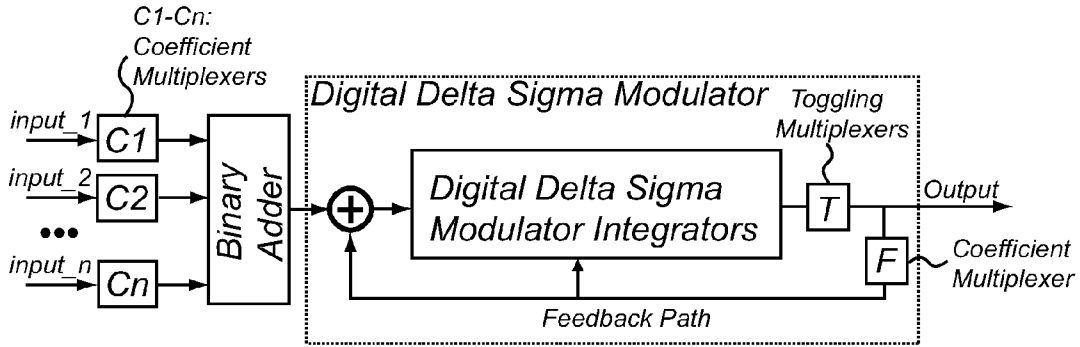 C1-Cn:
Coefficient
Multiplexers
Digital Delta Sigma Modulator
Toggling
Multiplexers
input_1
C1
input_2
C2
•••
input_n
Cn
Binary
Adder
+
Digital Delta Sigma
Modulator Integrators
T
Output
F
Coefficient
Multiplexer
Feedback Path